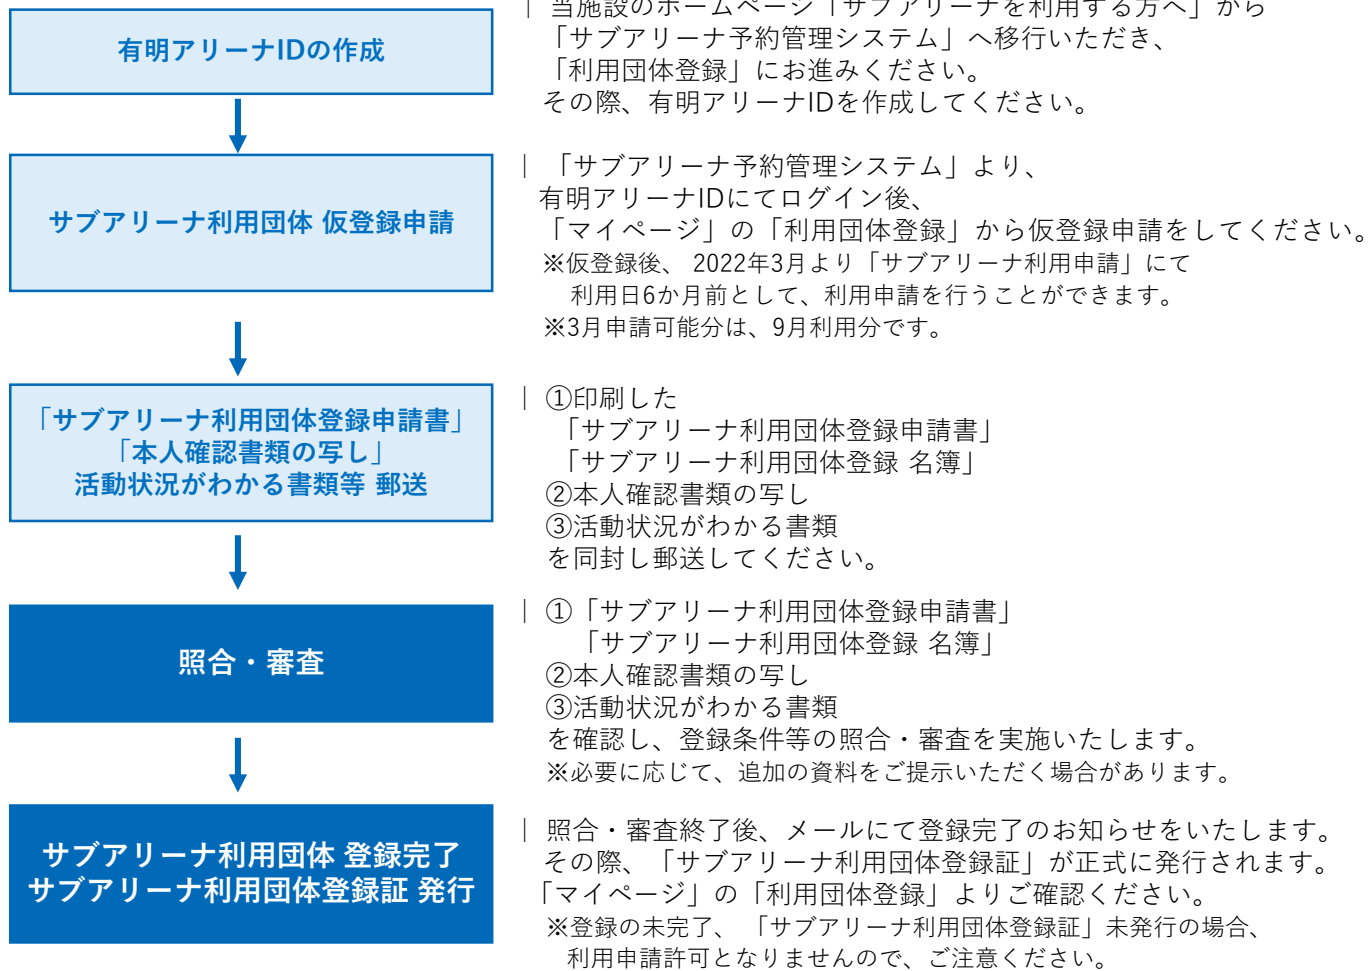 有明アリーナIDの作成
| 当施設のホームページ「サブアリーナを利用する方へ」から
「サブアリーナ予約管理システム」へ移行いただき、
「利用団体登録」にお進みください。
その際、有明アリーナIDを作成してください。
サブアリーナ利用団体 仮登録申請
| 「サブアリーナ予約管理システム」より、
有明アリーナIDにてログイン後、
「マイページ」の「利用団体登録」から仮登録申請をしてください。
※仮登録後、 2022年3月より「サブアリーナ利用申請」にて
利用日6か月前として、利用申請を行うことができます。
※3月申請可能分は、9月利用分です。
「サブアリーナ利用団体登録申請書」
「本人確認書類の写し」
活動状況がわかる書類等 郵送
| ①印刷した
「サブアリーナ利用団体登録申請書」
「サブアリーナ利用団体登録 名簿」
②本人確認書類の写し
③活動状況がわかる書類
を同封し郵送してください。
照合・審査
| ①「サブアリーナ利用団体登録申請書」
「サブアリーナ利用団体登録 名簿」
②本人確認書類の写し
③活動状況がわかる書類
を確認し、登録条件等の照合・審査を実施いたします。
※必要に応じて、追加の資料をご提示いただく場合があります。
サブアリーナ利用団体 登録完了
サブアリーナ利用団体登録証 発行
| 照合・審査終了後、メールにて登録完了のお知らせをいたします。
その際、「サブアリーナ利用団体登録証」が正式に発行されます。
「マイページ」の「利用団体登録」よりご確認ください。
※登録の未完了、 「サブアリーナ利用団体登録証」未発行の場合、
利用申請許可となりませんので、ご注意ください。